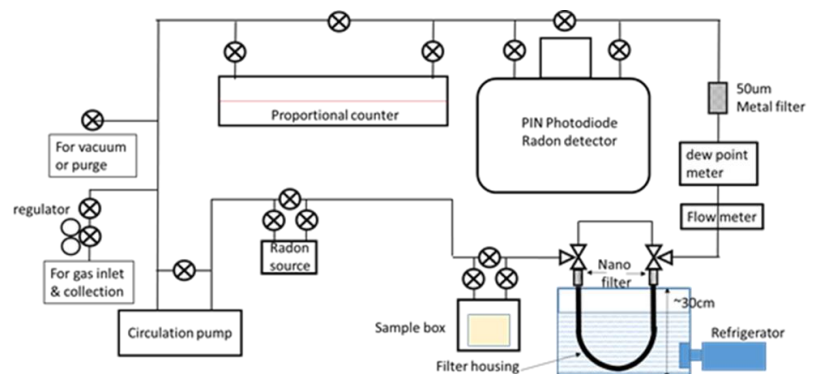 Proportional counter
PIN Photodiode
Radon detector
50um
Metal filter
dew point
meter
Flow meter
For vacuum
or purge
regulator
For gas inlet
& collection
Radon
source
Circulation pump
Sample box
Nano
filter
~30cm
Refrigerator
Filter housing